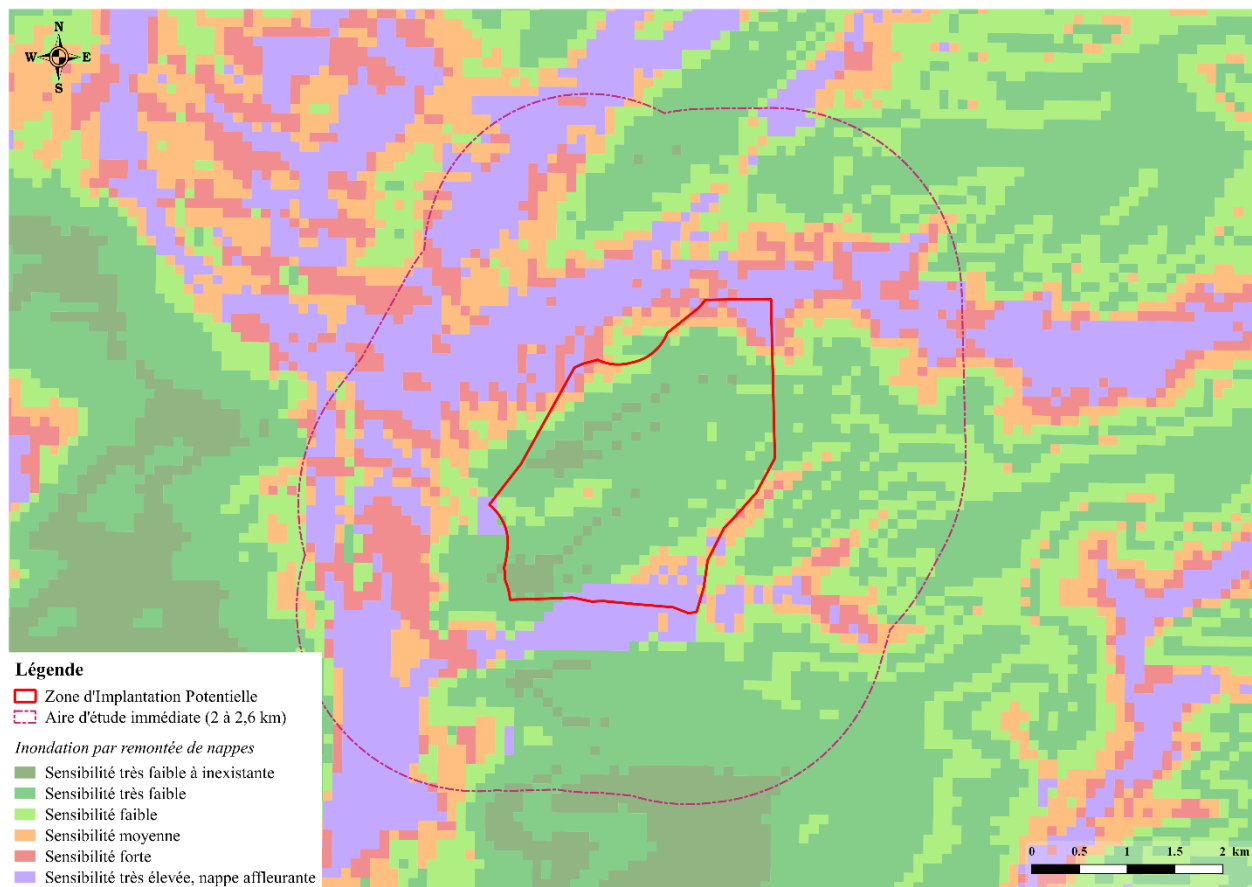 N
W E
S
Légende
Zone d'Implantation Potentielle
Aire d'étude immédiate (2 à 2,6 km)
Inondation par remontée de nappes
Sensibilité très faible à inexistante
Sensibilité très faible
Sensibilité faible
Sensibilité moyenne
Sensibilité forte
Sensibilité très élevée, nappe affleurante
0 0.5 1 1.5 2 km